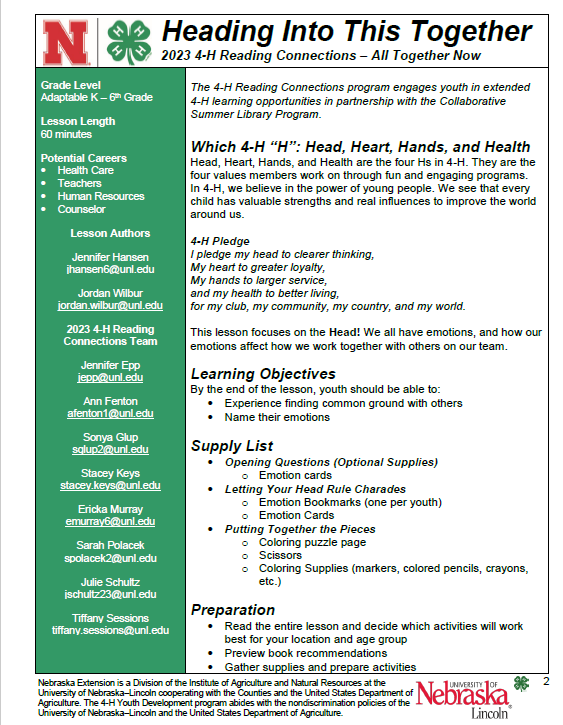 N
H H H H
Heading Into This Together
2023 4-H Reading Connections – All Together Now
Grade Level
Adaptable K – 6th Grade
Lesson Length
60 minutes
Potential Careers
• Health Care
• Teachers
• Human Resources
• Counselor
Lesson Authors
Jennifer Hansen
jhansen6@unl.edu
Jordan Wilbur
jordan.wilbur@unl.edu
2023 4-H Reading
Connections Team
Jennifer Epp
jepp@unl.edu
Ann Fenton
afenton1@unl.edu
Sonya Glup
sglup2@unl.edu
Stacey Keys
stacey.keys@unl.edu
Ericka Murray
emurray6@unl.edu
Sarah Polacek
spolacek2@unl.edu
Julie Schultz
jschultz23@unl.edu
Tiffany Sessions
tiffany.sessions@unl.edu
The 4-H Reading Connections program engages youth in extended
4-H learning opportunities in partnership with the Collaborative
Summer Library Program.
Which 4-H “H”: Head, Heart, Hands, and Health
Head, Heart, Hands, and Health are the four Hs in 4-H. They are the
four values members work on through fun and engaging programs.
In 4-H, we believe in the power of young people. We see that every
child has valuable strengths and real influences to improve the world
around us.
4-H Pledge
I pledge my head to clearer thinking,
My heart to greater loyalty,
My hands to larger service,
and my health to better living,
for my club, my community, my country, and my world.
This lesson focuses on the Head! We all have emotions, and how our
emotions affect how we work together with others on our team.
Learning Objectives
By the end of the lesson, youth should be able to:
• Experience finding common ground with others
• Name their emotions
Supply List
• Opening Questions (Optional Supplies)
o Emotion cards
• Letting Your Head Rule Charades
o Emotion Bookmarks (one per youth)
o Emotion Cards
• Putting Together the Pieces
o Coloring puzzle page
o Scissors
o Coloring Supplies (markers, colored pencils, crayons,
etc.)
Preparation
• Read the entire lesson and decide which activities will work
best for your location and age group
• Preview book recommendations
• Gather supplies and prepare activities
Nebraska Extension is a Division of the Institute of Agriculture and Natural Resources at the
University of Nebraska–Lincoln cooperating with the Counties and the United States Department of
Agriculture. The 4-H Youth Development program abides with the nondiscrimination policies of the
University of Nebraska–Lincoln and the United States Department of Agriculture.
UNIVERSITY OF
Nebraska
Lincoln
2